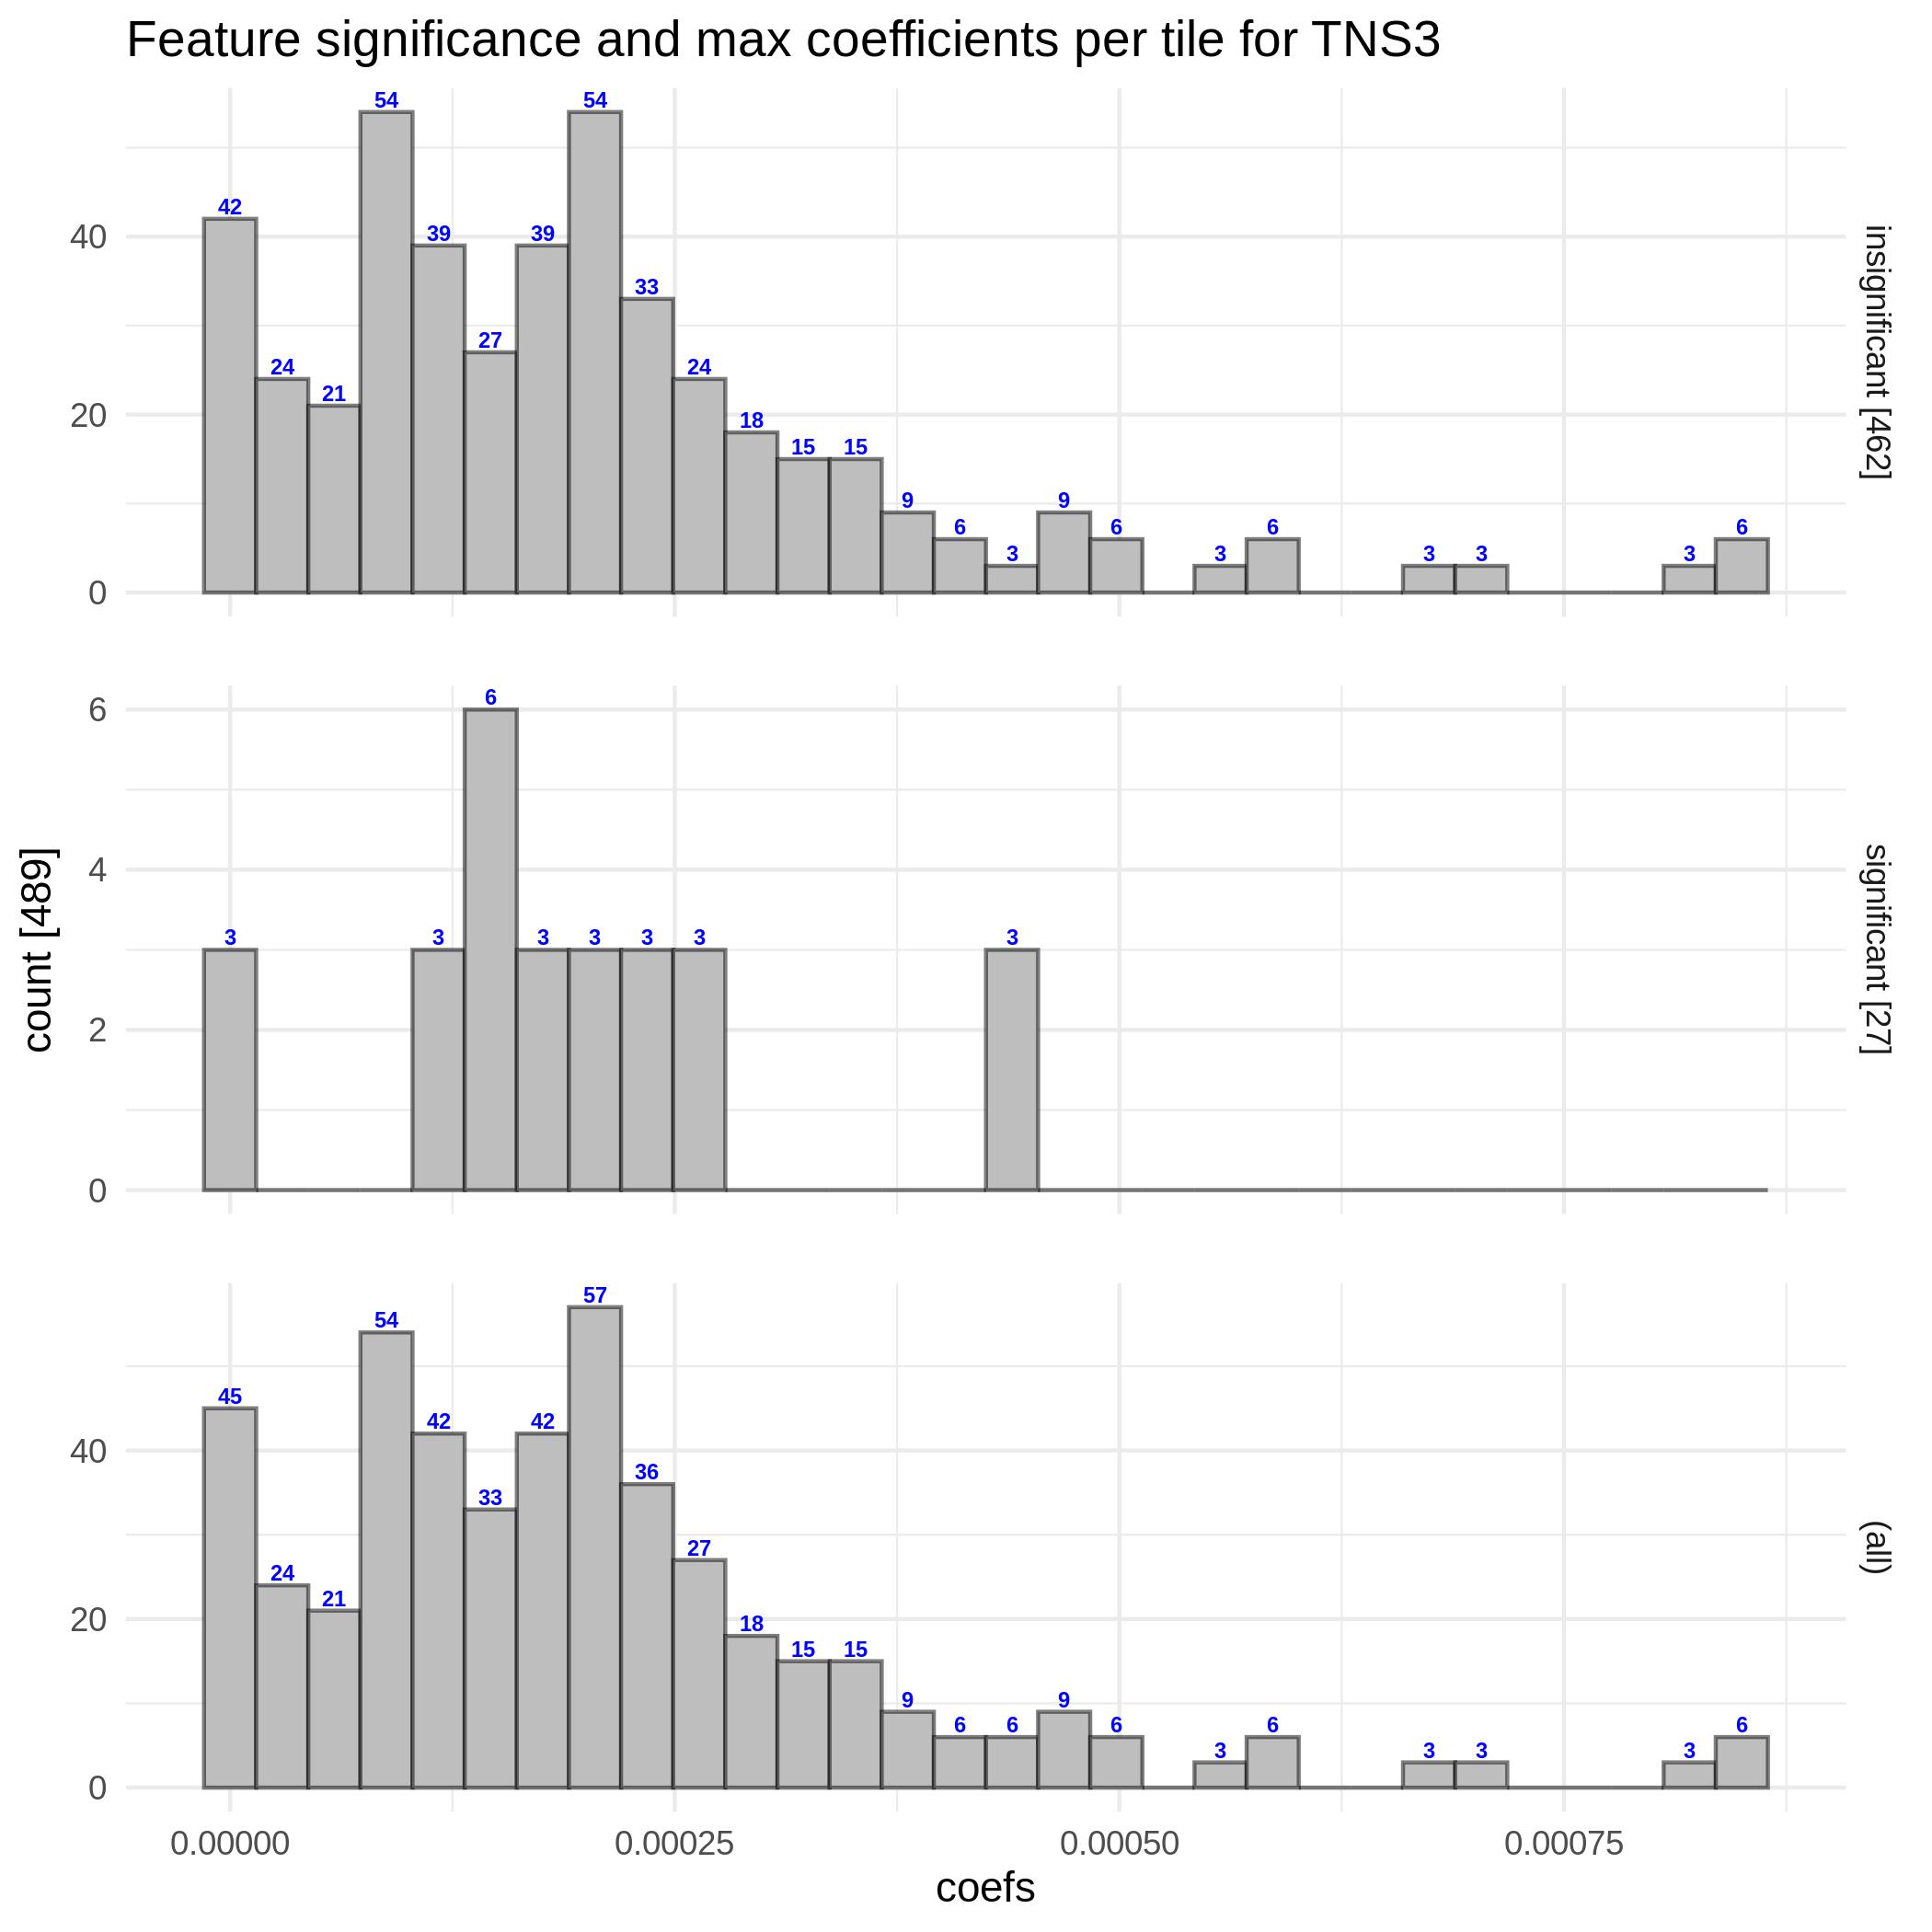 Feature significance and max coefficients per tile for TNS3
54 54
42
39 39
33
27
24 24
21
18
15 15
9 9
6 6 6 6
3 3 3 3 3
40
20
0
insignificant [462]
6
3 3 3 3 3 3 3
6
4
2
0
significant [27]
count [489]
57
54
45
42 42
36
33
27
24
21
18
15 15
9 9
6 6 6 6 6
3 3 3 3
40
20
0
(all)
0.00000 0.00025 0.00050 0.00075
coefs